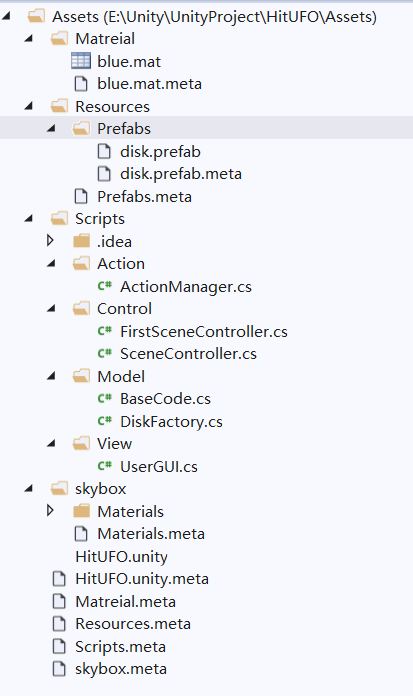 Assets (E:\Unity\UnityProject\HitUFO\Assets)
Matreial
blue.mat
blue.mat.meta
Resources
Prefabs
disk.prefab
disk.prefab.meta
Prefabs.meta
Scripts
.idea
Action
C# ActionManager.cs
Control
C# FirstSceneController.cs
C# SceneController.cs
Model
C# BaseCode.cs
C# DiskFactory.cs
View
C# UserGUI.cs
skybox
Materials
Materials.meta
HitUFO.unity
HitUFO.unity.meta
Matreial.meta
Resources.meta
Scripts.meta
skybox.meta